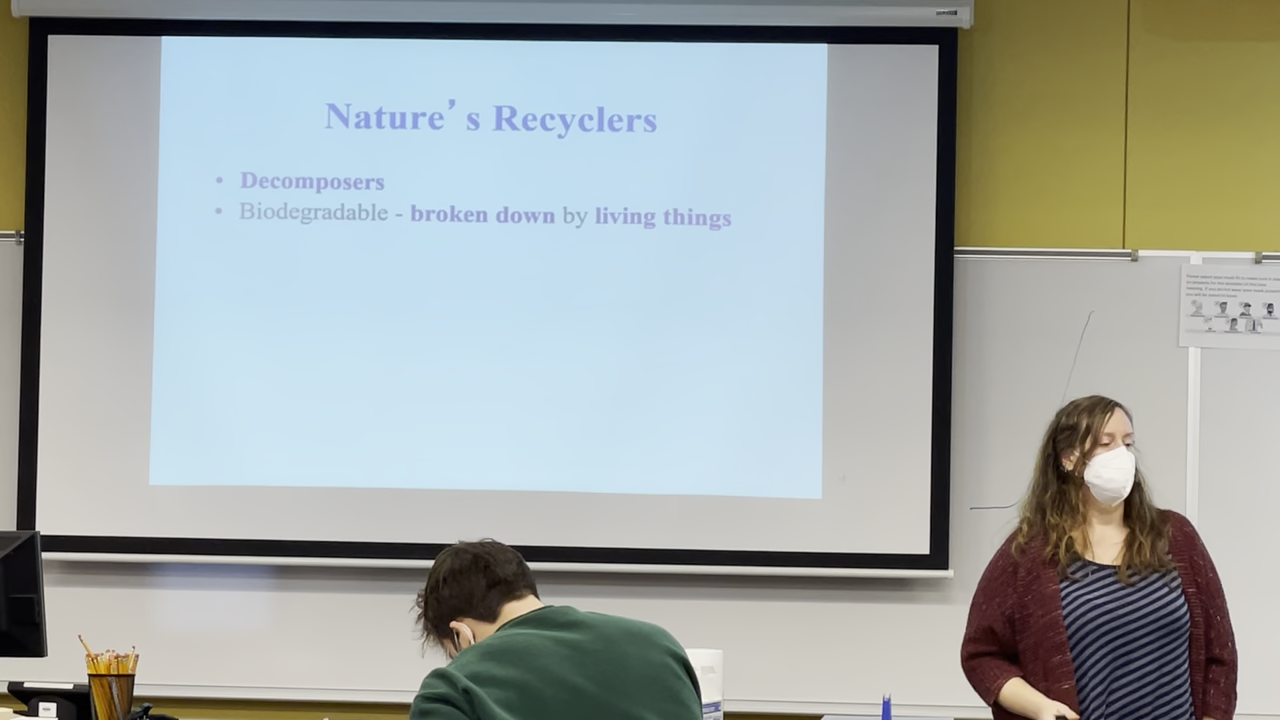 Nature's Recyclers
• Decomposers
• Biodegradable - broken down by living things